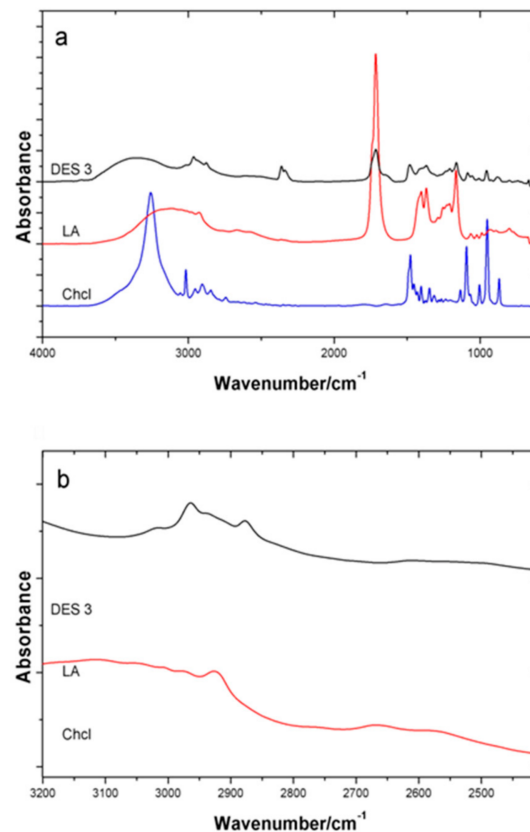 a
Absorbance
DES 3
LA
Chcl
4000 3000 2000 1000
Wavenumber/cm-1
b
Absorbance
DES 3
LA
Chcl
3200 3100 3000 2900 2800 2700 2600 2500
Wavenumber/cm-1